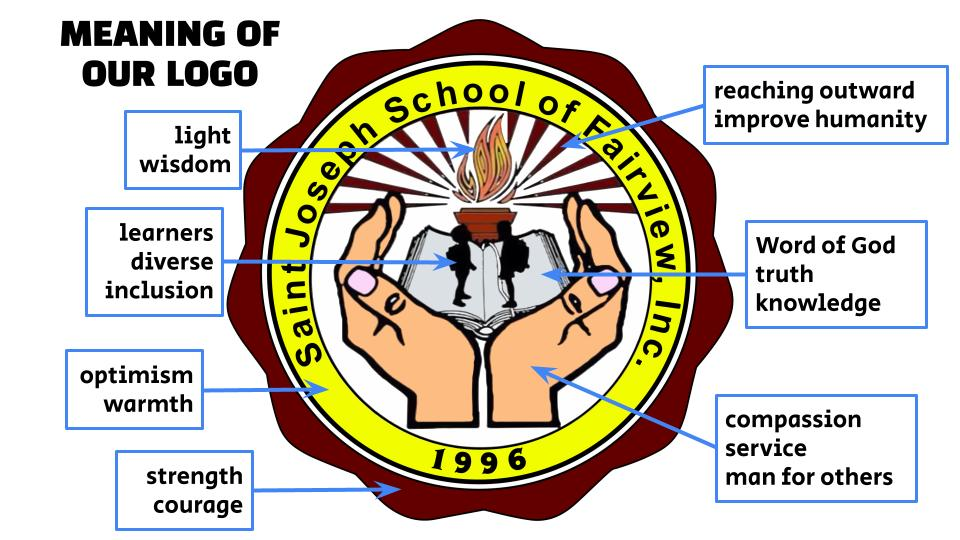 MEANING OF
OUR LOGO
light
wisdom
learners
diverse
inclusion
optimism
warmth
strength
courage
Saint Joseph School of Fairview, Inc.
1996
reaching outward
improve humanity
Word of God
truth
knowledge
compassion
service
man for others